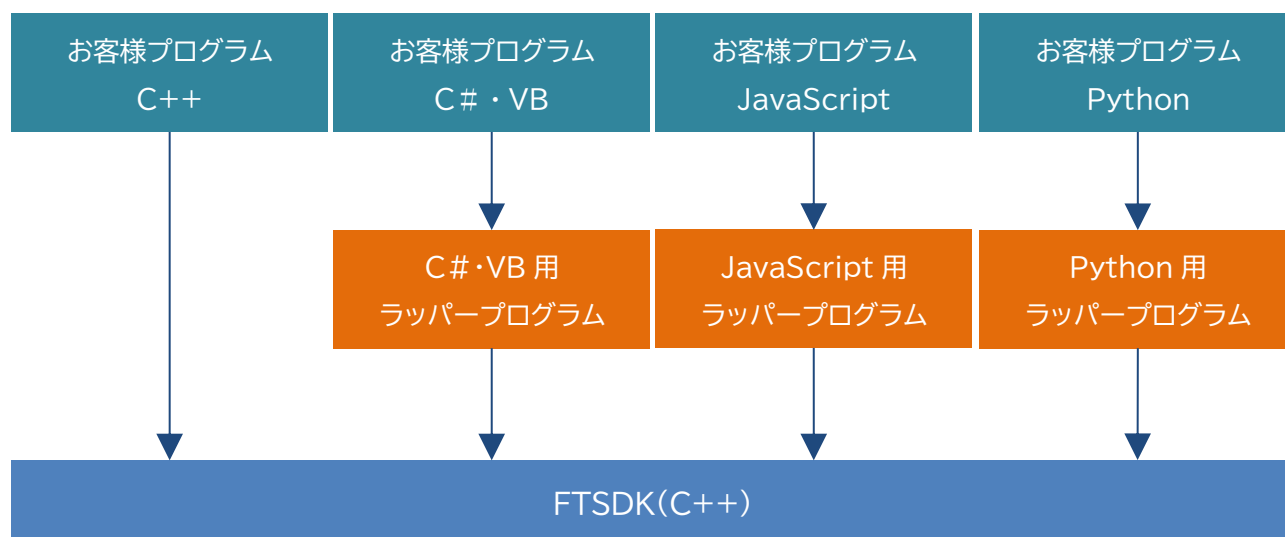 お客様プログラム
C++
お客様プログラム
C#・VB
お客様プログラム
JavaScript
お客様プログラム
Python
C#・VB 用
ラッパープログラム
JavaScript 用
ラッパープログラム
Python 用
ラッパープログラム
FTSDK(C++)